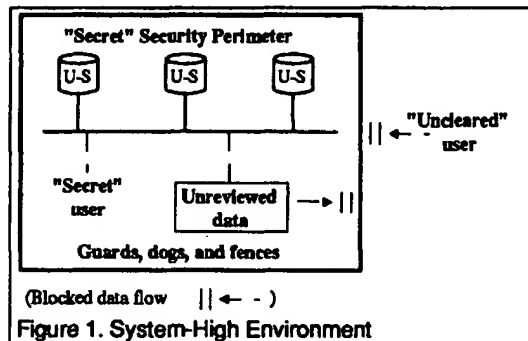 "Secret" Security Perimeter
U-S U-S U-S
"Uncleared"
user
"Secret"
user
Unreviewed
data
Guards, dogs, and fences
(Blocked data flow || ← - )
Figure 1. System-High Environment